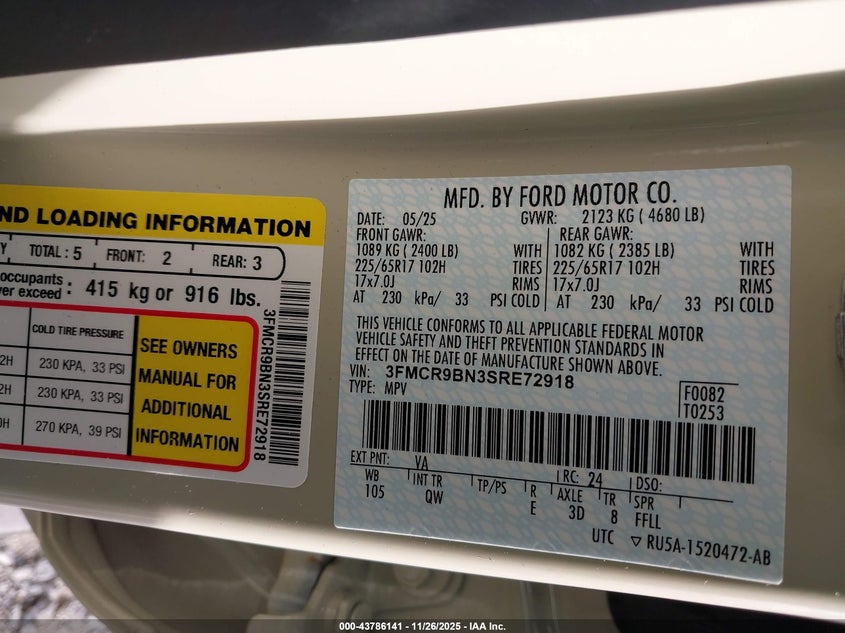 ND LOADING INFORMATION
Y TOTAL : 5 FRONT: 2 REAR: 3
occupants
er exceed : 415 kg or 916 lbs.
COLD TIRE PRESSURE
2H 230 KPA, 33 PSI
2H 230 KPA, 33 PSI
0H 270 KPA, 39 PSI
SEE OWNERS
MANUAL FOR
ADDITIONAL
INFORMATION
3FMCR9BN3SRE72918
MFD. BY FORD MOTOR CO.
DATE: 05/25 GVWR: 2123 KG ( 4680 LB)
FRONT GAWR: REAR GAWR:
1089 KG ( 2400 LB) WITH 1082 KG ( 2385 LB) WITH
225/65R17 102H TIRES 225/65R17 102H TIRES
17x7.0J RIMS 17x7.0J RIMS
AT 230 kPa/ 33 PSI COLD AT 230 kPa/ 33 PSI COLD
THIS VEHICLE CONFORMS TO ALL APPLICABLE FEDERAL MOTOR
VEHICLE SAFETY AND THEFT PREVENTION STANDARDS IN
EFFECT ON THE DATE OF MANUFACTURE SHOWN ABOVE.
VIN: 3FMCR9BN3SRE72918
TYPE: MPV
F0082
T0253
EXT PNT: VA RC: 24 DSO:
WB INT TR TP/PS R AXLE TR SPR
105 QW E 3D 8 FFLL
UTC ▽ RU5A-1520472-AB
000-43786141 - 11/26/2025 - IAA Inc.